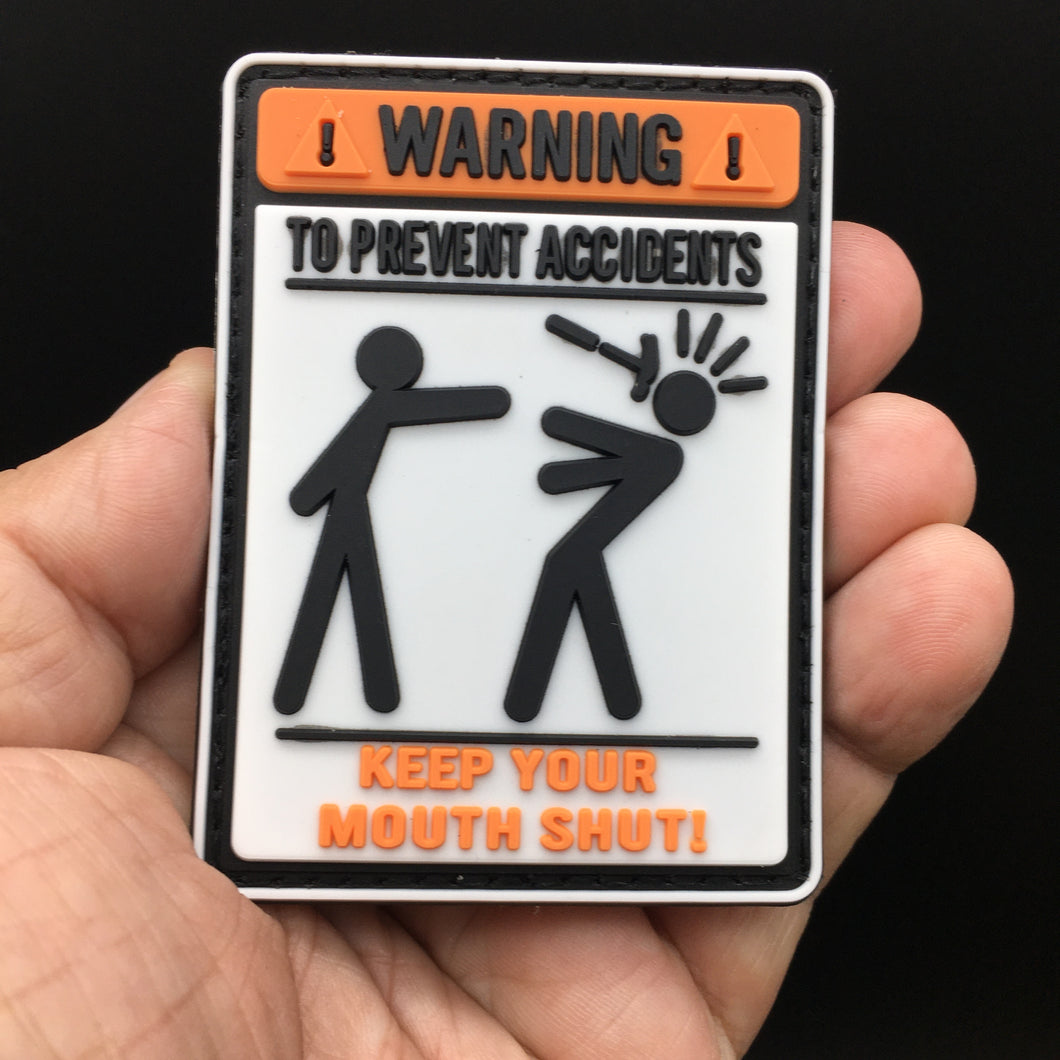 ! WARNING !
TO PREVENT ACCIDENTS
KEEP YOUR
MOUTH SHUT!